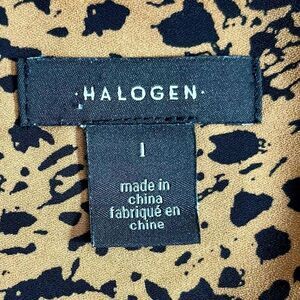 ·HALOGEN·
1
made in
china
fabriqué en
chine